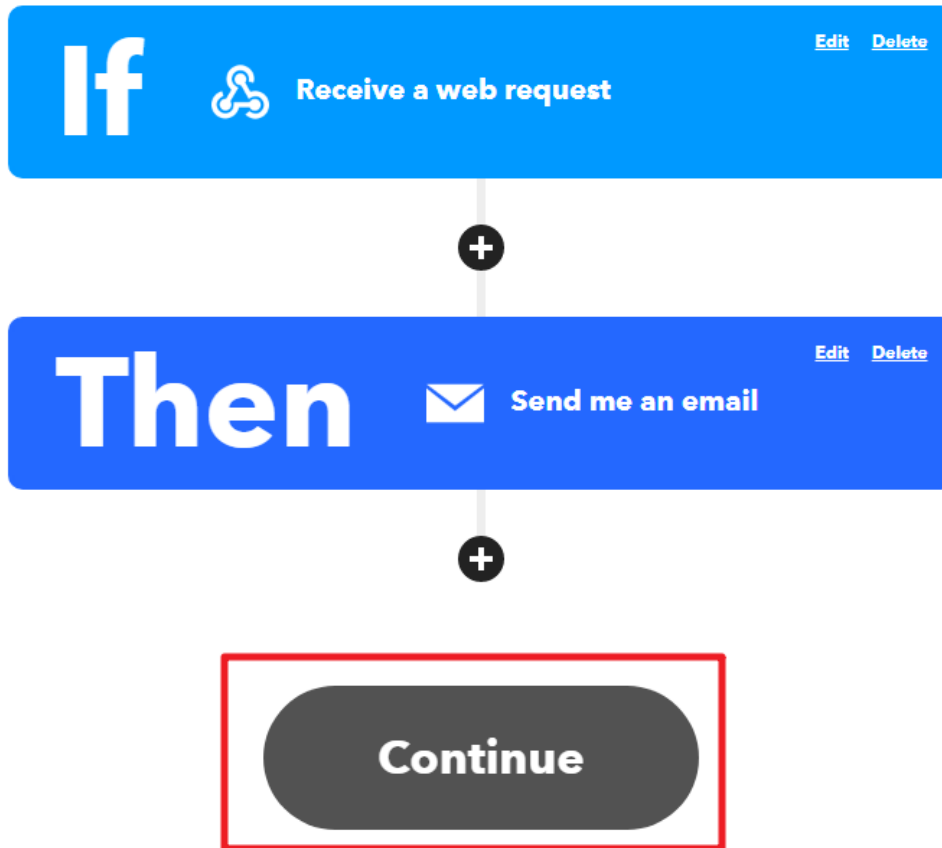 If
Receive a web request
Edit Delete
Then
Send me an email
Edit Delete
Continue